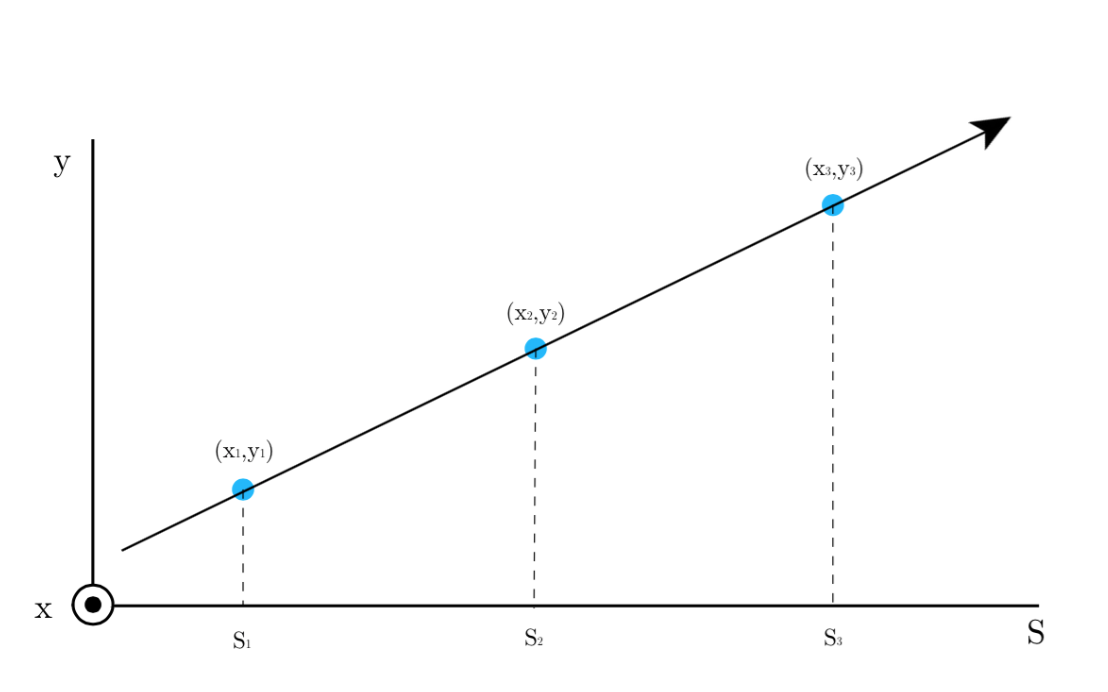 y
(x₃,y₃)
(x₂,y₂)
(x₁,y₁)
x
S₁
S₂
S₃
S